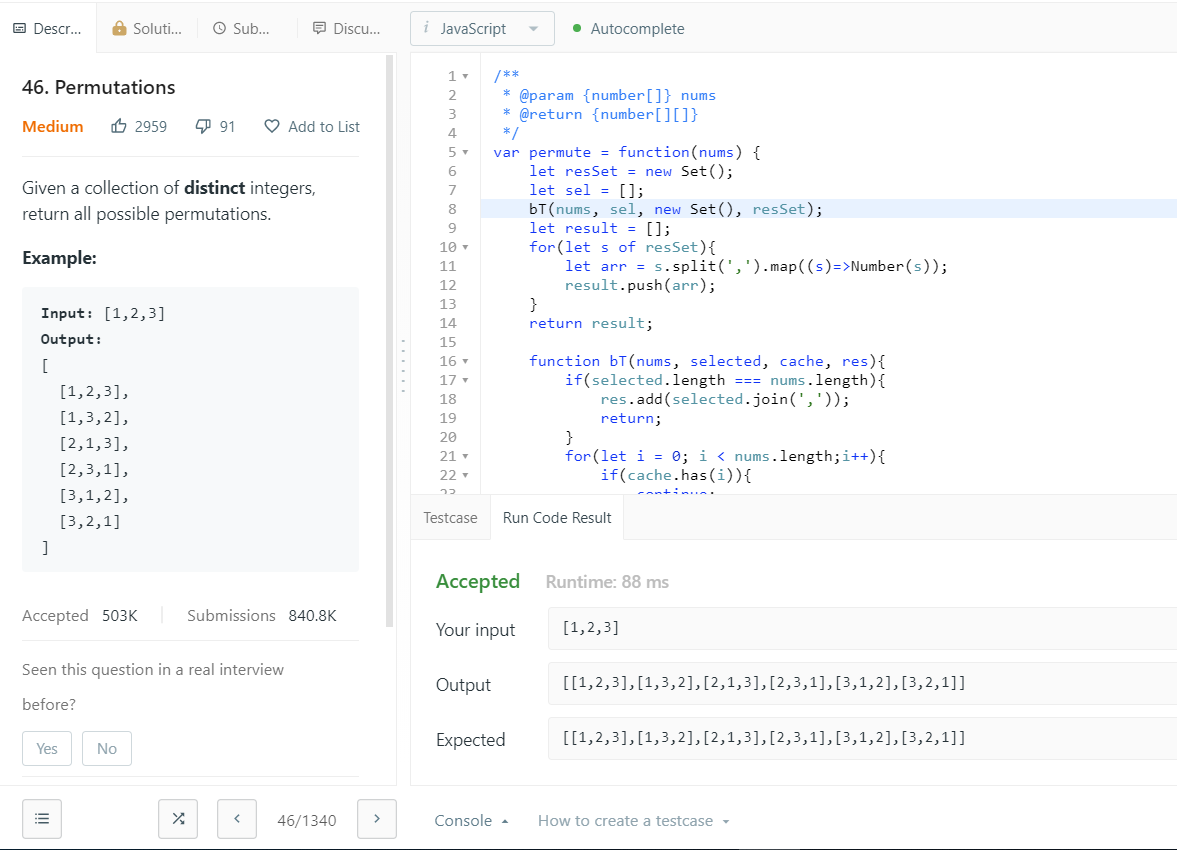 Descr...
Soluti...
Sub...
Discu...
i JavaScript
Autocomplete
46. Permutations
Medium 2959 91 Add to List
Given a collection of distinct integers,
return all possible permutations.
Example:
Input: [1,2,3]
Output:
[
  [1,2,3],
  [1,3,2],
  [2,1,3],
  [2,3,1],
  [3,1,2],
  [3,2,1]
]
Accepted 503K Submissions 840.8K
Seen this question in a real interview
before?
Yes No
46/1340
1 /**
2  * @param {number[]} nums
3  * @return {number[][]}
4  */
5 var permute = function(nums) {
6     let resSet = new Set();
7     let sel = [];
8     bT(nums, sel, new Set(), resSet);
9     let result = [];
10     for(let s of resSet){
11         let arr = s.split(',').map((s)=>Number(s));
12         result.push(arr);
13     }
14     return result;
15
16     function bT(nums, selected, cache, res){
17         if(selected.length === nums.length){
18             res.add(selected.join(','));
19             return;
20         }
21         for(let i = 0; i < nums.length;i++){
22             if(cache.has(i)){
23                 continue;
Testcase Run Code Result
Accepted Runtime: 88 ms
Your input [1,2,3]
Output [[1,2,3],[1,3,2],[2,1,3],[2,3,1],[3,1,2],[3,2,1]]
Expected [[1,2,3],[1,3,2],[2,1,3],[2,3,1],[3,1,2],[3,2,1]]
Console How to create a testcase